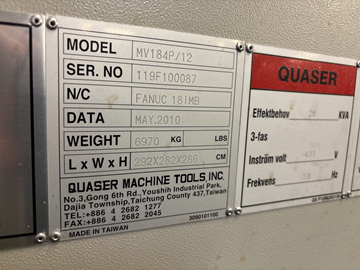 MODEL MV184P/12
SER. NO 119F100087
N/C FANUC 18IMB
DATA MAY.2010
WEIGHT 6970 KG LBS
L x W x H 292X282X286 CM
QUASER MACHINE TOOLS, INC.
No.3,Gong 6th Rd.,Youshih Industrial Park,
Dajia Township,Taichung County 437,Taiwan
TEL:+886 4 2682 1277
FAX:+886 4 2682 2045
MADE IN TAIWAN 3090101100
QUASER
Effektbehov KVA
3-fas
Inström volt V
Frekvens Hz